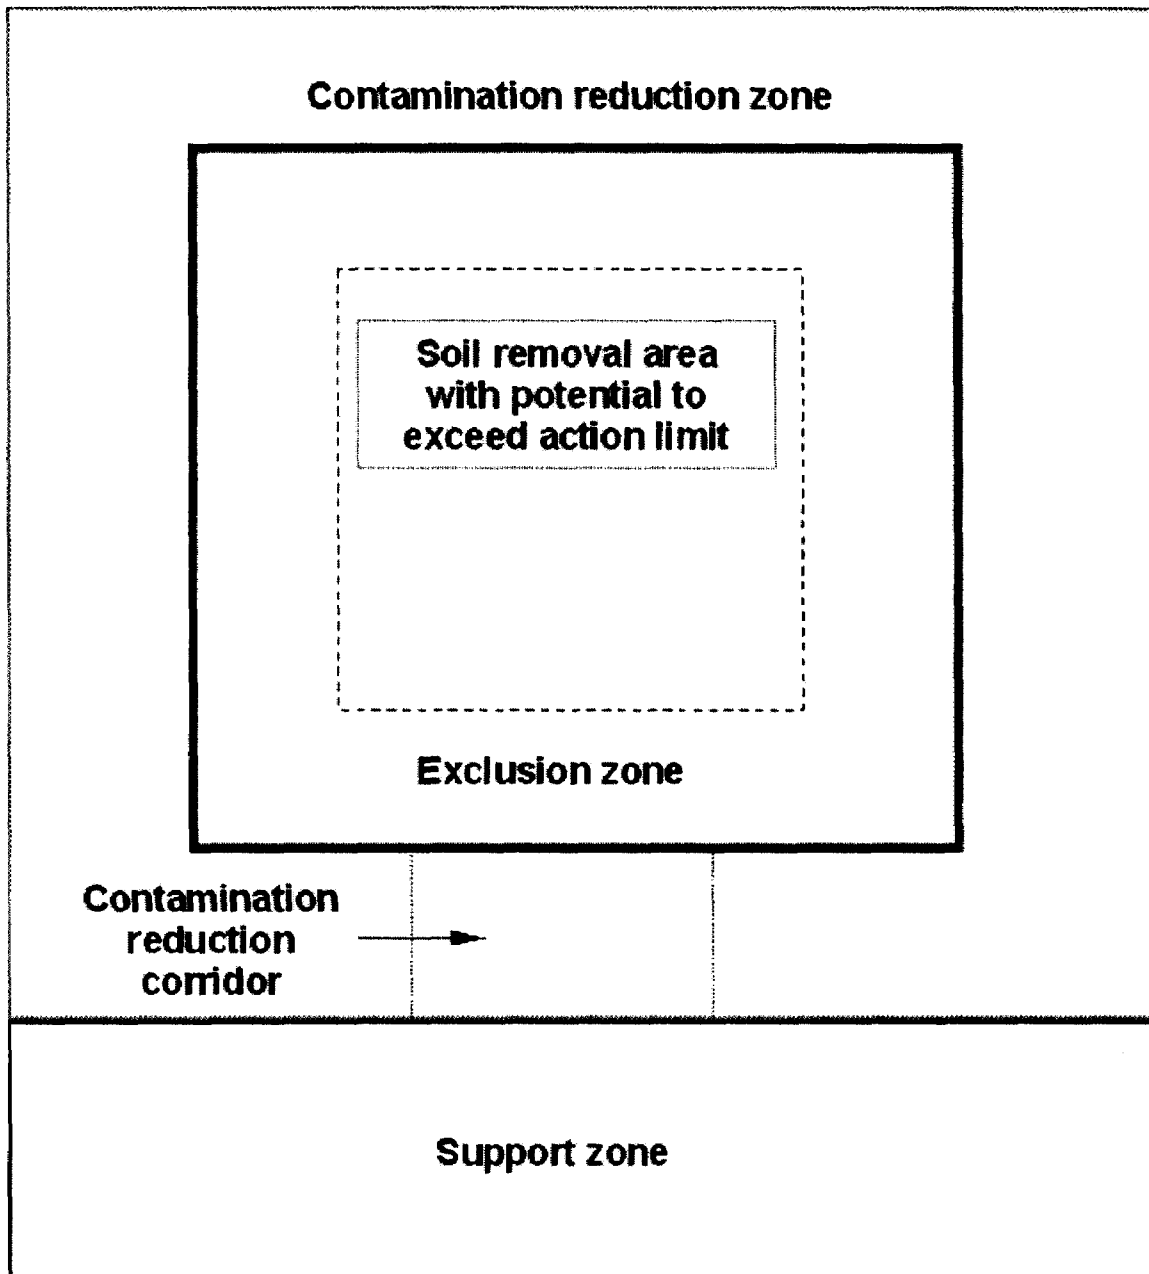 Contamination reduction zone
Soil removal area
with potential to
exceed action limit
Exclusion zone
Contamination
reduction
corridor
Support zone